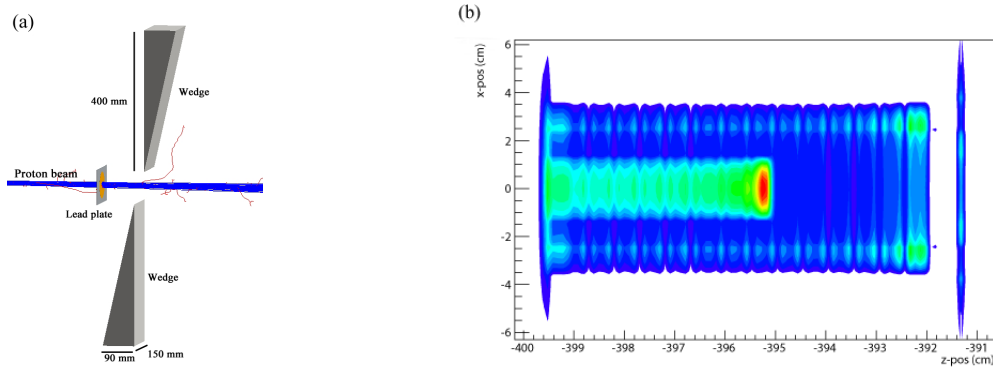 (a)
Wedge
400 mm
Proton beam
Lead plate
Wedge
90 mm
150 mm
(b)
x-pos (cm)
6
4
2
0
-2
-4
-6
-400
-399
-398
-397
-396
-395
-394
-393
-392
-391
z-pos (cm)